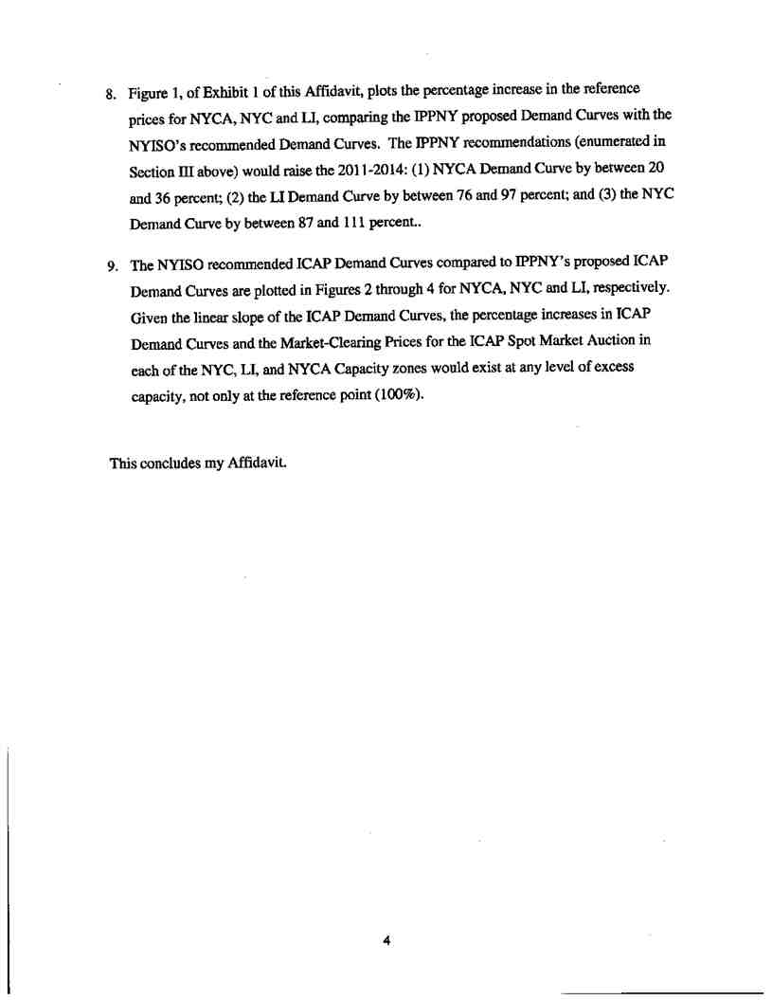 8. Figure 1, of Exhibit 1 of this Affidavit, plots the percentage increase in the reference
prices for NYCA, NYC and LI, comparing the IPPNY proposed Demand Curves with the
NYISO's recommended Demand Curves. The IPPNY recommendations (enumerated in
Section III above) would raise the 2011-2014: (1) NYCA Demand Curve by between 20
and 36 percent; (2) the LI Demand Curve by between 76 and 97 percent; and (3) the NYC
Demand Curve by between 87 and 111 percent..
9. The NYISO recommended ICAP Demand Curves compared to IPPNY's proposed ICAP
Demand Curves are plotted in Figures 2 through 4 for NYCA, NYC and LI, respectively.
Given the linear slope of the ICAP Demand Curves, the percentage increases in ICAP
Demand Curves and the Market-Clearing Prices for the ICAP Spot Market Auction in
each of the NYC, LI, and NYCA Capacity zones would exist at any level of excess
capacity, not only at the reference point (100%).
This concludes my Affidavit.
4